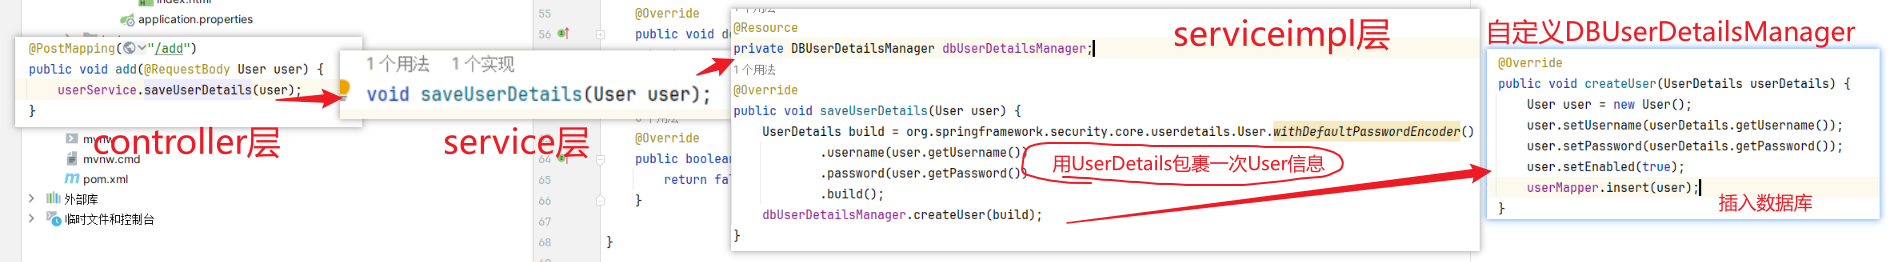 application.properties
@PostMapping("/add")
public void add(@RequestBody User user) {
userService.saveUserDetails(user);
}
controller层
mvnw
mvnw.cmd
pom.xml
外部库
临时文件和控制台
1 个用法 1 个实现
void saveUserDetails(User user);
service层
55
@Override
56
public void de
@Override
64
public boolean
65
return fal
66
}
67
68
}
1 个用法
@Resource
private DBUserDetailsManager dbUserDetailsManager;
serviceimpl层
1 个用法
@Override
public void saveUserDetails(User user) {
UserDetails build = org.springframework.security.core.userdetails.User.withDefaultPasswordEncoder()
.username(user.getUsername())
.password(user.getPassword())
用UserDetails包裹一次User信息
.build();
dbUserDetailsManager.createUser(build);
}
自定义DBUserDetailsManager
@Override
public void createUser(UserDetails userDetails) {
User user = new User();
user.setUsername(userDetails.getUsername());
user.setPassword(userDetails.getPassword());
user.setEnabled(true);
userMapper.insert(user);
插入数据库
}